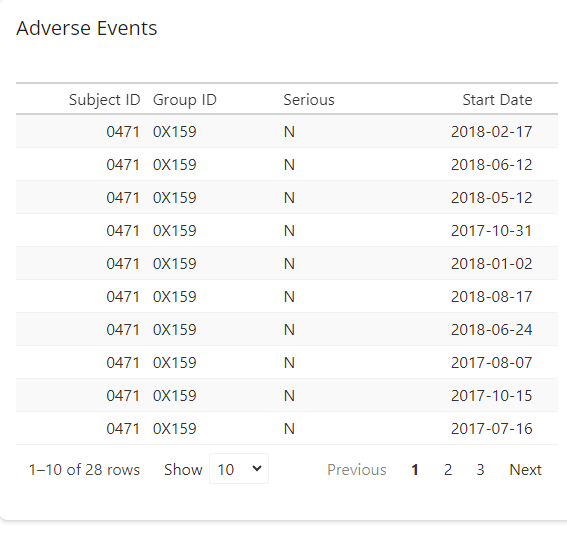 Adverse Events
Subject ID Group ID Serious Start Date
0471 0X159 N 2018-02-17
0471 0X159 N 2018-06-12
0471 0X159 N 2018-05-12
0471 0X159 N 2017-10-31
0471 0X159 N 2018-01-02
0471 0X159 N 2018-08-17
0471 0X159 N 2018-06-24
0471 0X159 N 2017-08-07
0471 0X159 N 2017-10-15
0471 0X159 N 2017-07-16
1–10 of 28 rows Show 10 Previous 1 2 3 Next